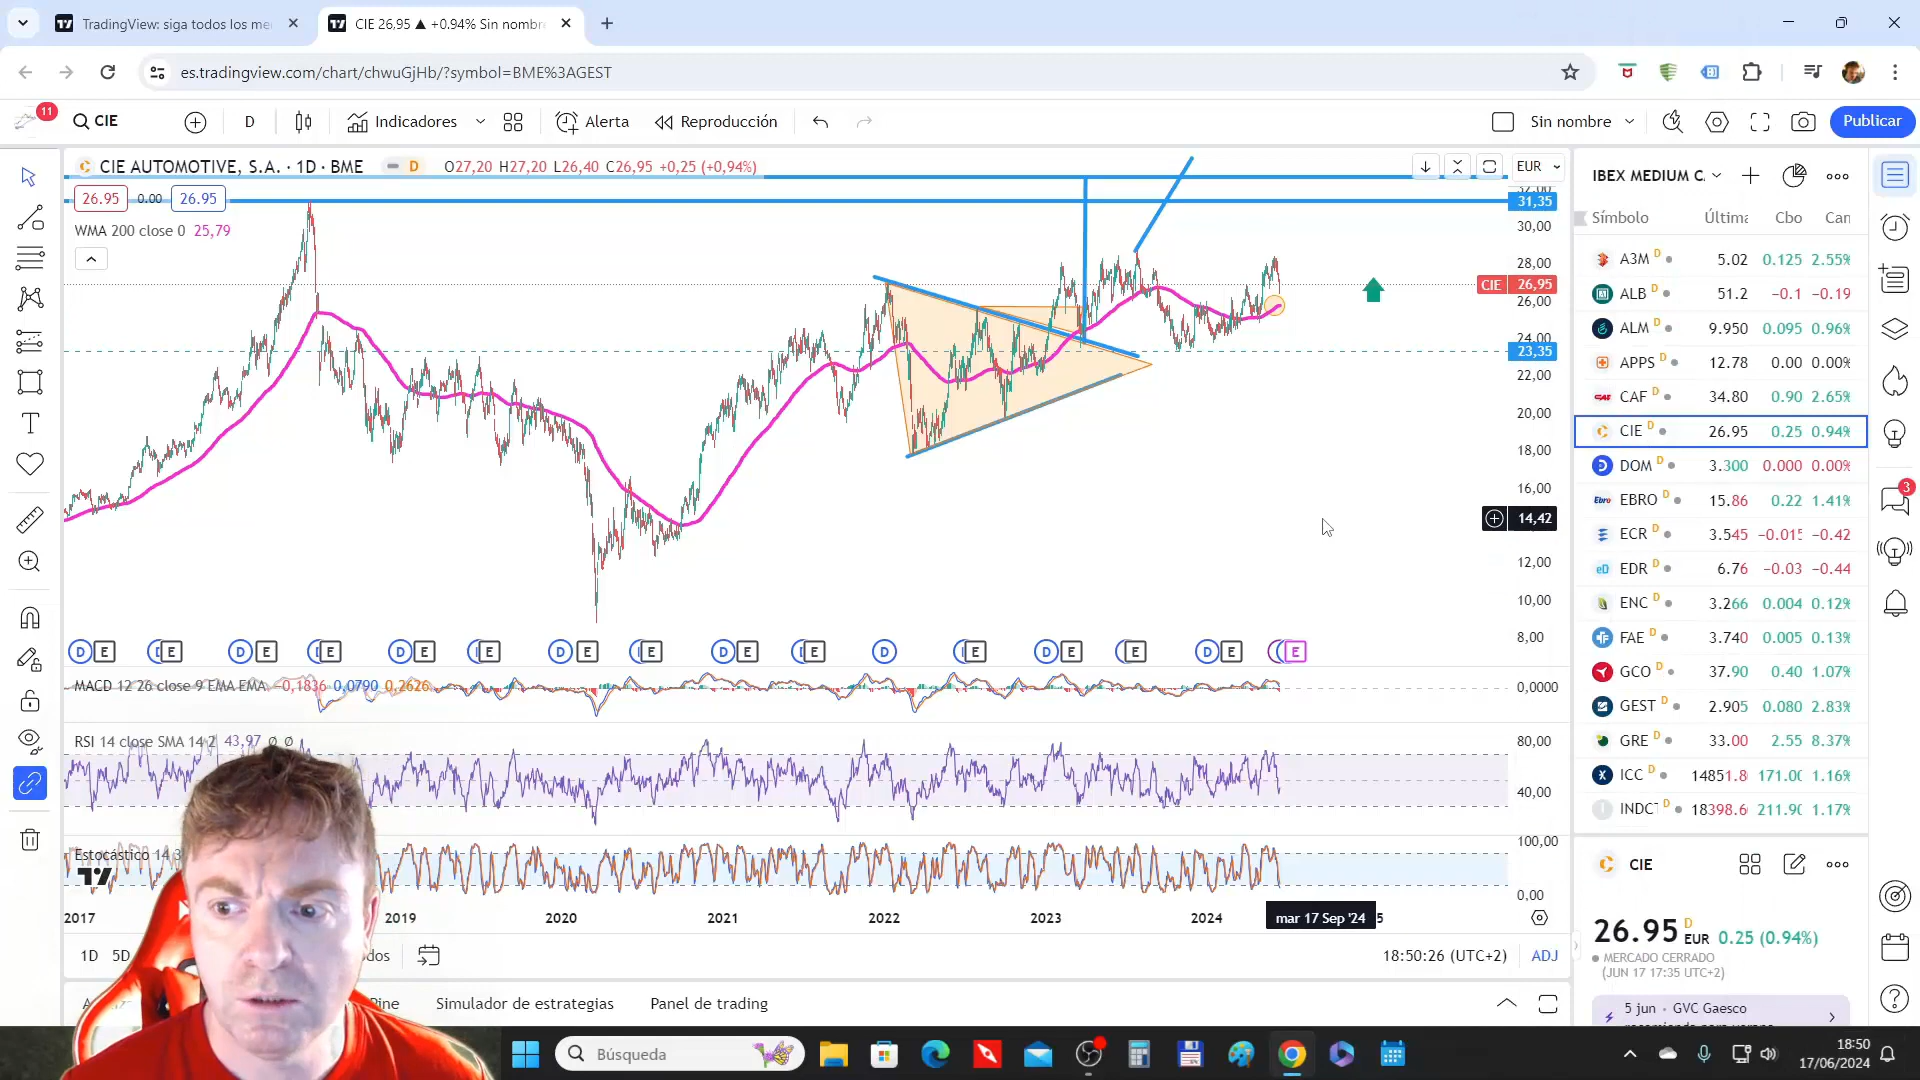 TradingView: siga todos los me
CIE 26,95 ▲ +0.94% Sin nombr
es.tradingview.com/chart/chwuGjHb/?symbol=BME%3AGEST
11
CIE
D
Indicadores
Alerta
Reproducción
Sin nombre
Publicar
CIE AUTOMOTIVE, S.A. · 1D · BME
D
O27,20 H27,20 L26,40 C26,95 +0,25 (+0,94%)
EUR
26.95 0.00 26.95
WMA 200 close 0 25,79
32,00
31,35
30,00
28,00
CIE 26,95
26,00
24,00
23,35
22,00
20,00
18,00
16,00
14,42
12,00
10,00
8,00
D E E D E E D E E D E E D E E D E D E E D E E
MACD 12 26 close 9 EMA EMA −0,1836 0,0790 0,2626
0,0000
RSI 14 close SMA 14 2 43,97 ∅ ∅
80,00
40,00
Estocástico 14 3
100,00
0,00
2017 2019 2020 2021 2022 2023 2024 mar 17 Sep '24 5
1D 5D
dos
18:50:26 (UTC+2) ADJ
Pine
Simulador de estrategias
Panel de trading
IBEX MEDIUM C.
Símbolo Última Cbo Can
A3M D 5.02 0.125 2.55%
ALB D 51.2 −0.1 −0.19
ALM D 9.950 0.095 0.96%
APPS D 12.78 0.00 0.00%
CAF D 34.80 0.90 2.65%
CIE D 26.95 0.25 0.94%
DOM D 3.300 0.000 0.00%
EBRO D 15.86 0.22 1.41%
ECR D 3.545 −0.015 −0.42
EDR D 6.76 −0.03 −0.44
ENC D 3.266 0.004 0.12%
FAE D 3.740 0.005 0.13%
GCO D 37.90 0.40 1.07%
GEST D 2.905 0.080 2.83%
GRE D 33.00 2.55 8.37%
ICC D 14851.8 171.00 1.16%
INDC D 18398.6 211.90 1.17%
3
CIE
26.95 D EUR 0.25 (0.94%)
MERCADO CERRADO
(JUN 17 17:35 UTC+2)
5 jun · GVC Gaesco
Búsqueda
18:50
17/06/2024